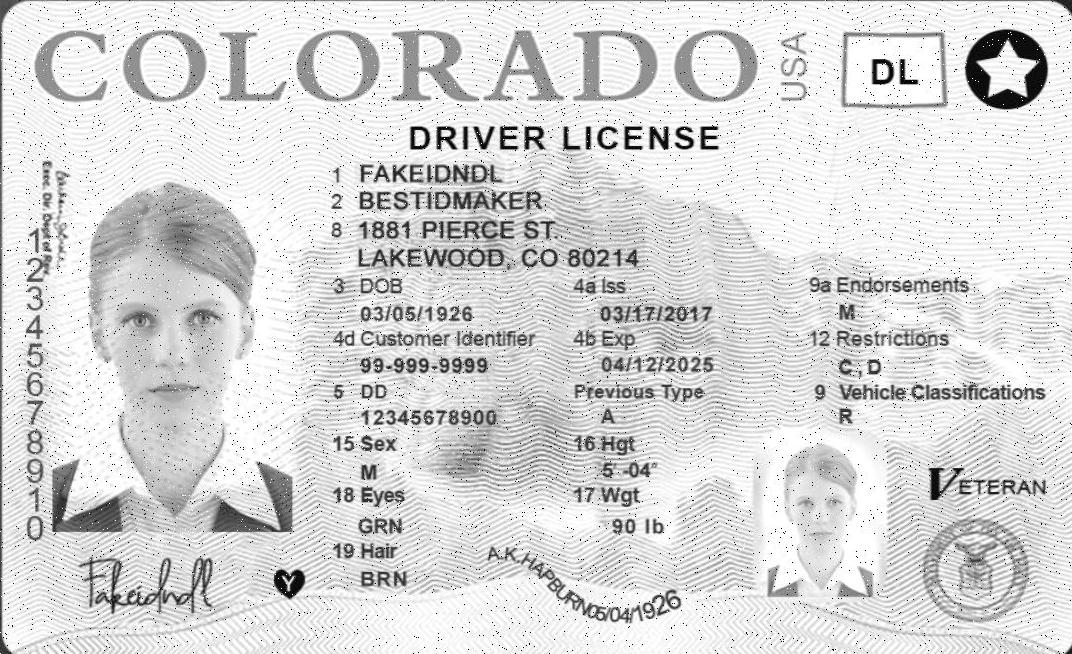 COLORADO USA DL
DRIVER LICENSE
1 FAKEIDNDL
2 BESTIDMAKER
8 1881 PIERCE ST.
LAKEWOOD, CO 80214
3 DOB 4a Iss 9a Endorsements
03/05/1926 03/17/2017 M
4d Customer Identifier 4b Exp 12 Restrictions
99-999-9999 04/12/2025 C , D
5 DD Previous Type 9 Vehicle Classifications
12345678900 A R
15 Sex 16 Hgt
M 5' -04"
18 Eyes 17 Wgt
GRN 90 lb
19 Hair
BRN
A.K.HAPBURN05/04/1926
VETERAN
Fakeidndl
Y
1
2
3
4
5
6
7
8
9
1
0
Exec. Dir. Dept of Rev.